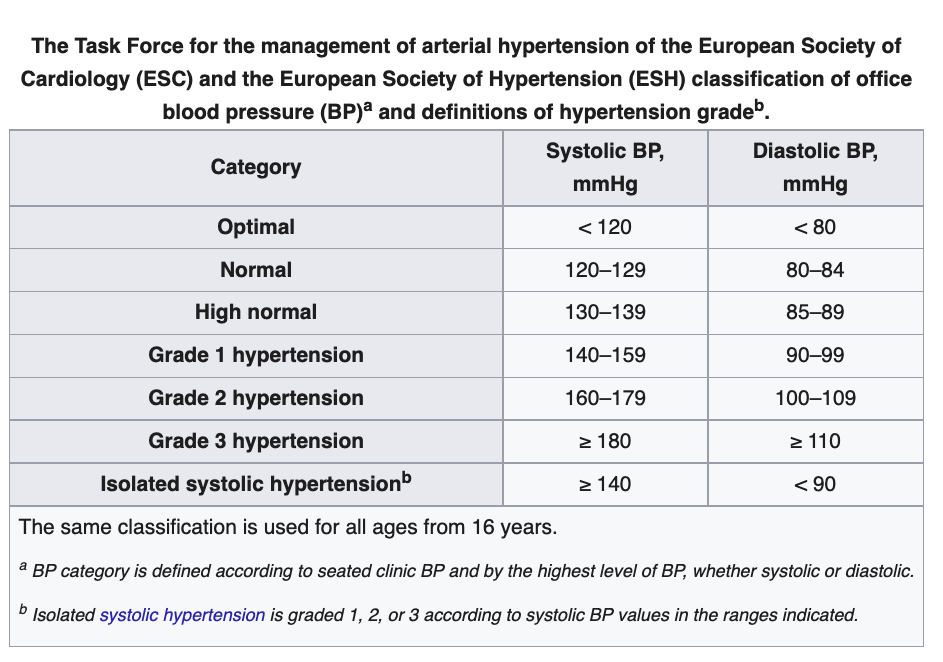 The Task Force for the management of arterial hypertension of the European Society of
Cardiology (ESC) and the European Society of Hypertension (ESH) classification of office
blood pressure (BP)a and definitions of hypertension gradeb.
Category Systolic BP, mmHg Diastolic BP, mmHg
Optimal < 120 < 80
Normal 120–129 80–84
High normal 130–139 85–89
Grade 1 hypertension 140–159 90–99
Grade 2 hypertension 160–179 100–109
Grade 3 hypertension ≥ 180 ≥ 110
Isolated systolic hypertensionb ≥ 140 < 90
The same classification is used for all ages from 16 years.
a BP category is defined according to seated clinic BP and by the highest level of BP, whether systolic or diastolic.
b Isolated systolic hypertension is graded 1, 2, or 3 according to systolic BP values in the ranges indicated.